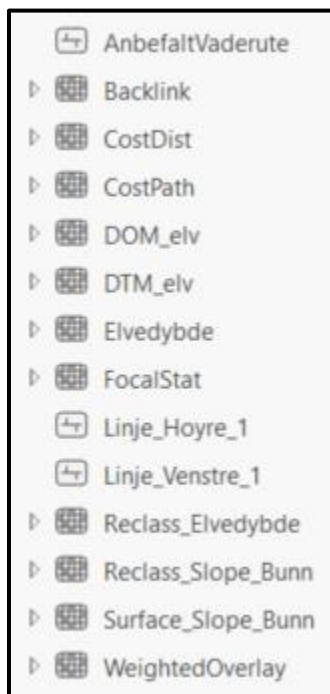 AnbefaltVaderute
Backlink
CostDist
CostPath
DOM_elv
DTM_elv
Elvedybde
FocalStat
Linje_Hoyre_1
Linje_Venstre_1
Reclass_Elvedybde
Reclass_Slope_Bunn
Surface_Slope_Bunn
WeightedOverlay